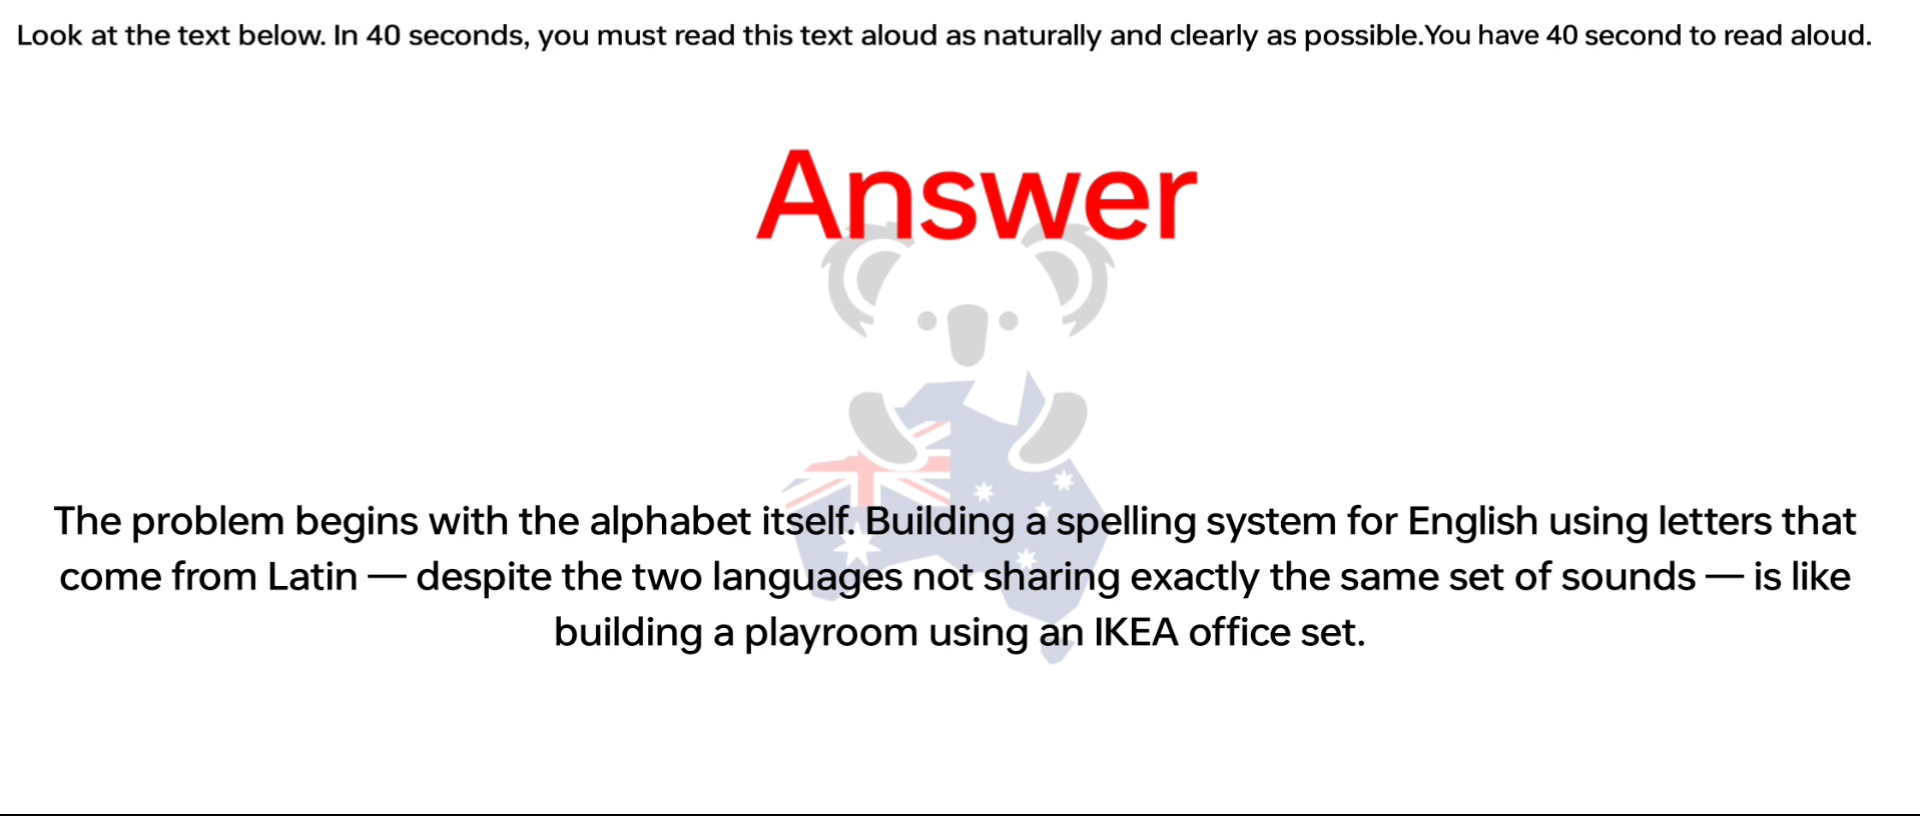 Look at the text below. In 40 seconds, you must read this text aloud as naturally and clearly as possible.You have 40 second to read aloud.
Answer
The problem begins with the alphabet itself. Building a spelling system for English using letters that
come from Latin — despite the two languages not sharing exactly the same set of sounds — is like
building a playroom using an IKEA office set.